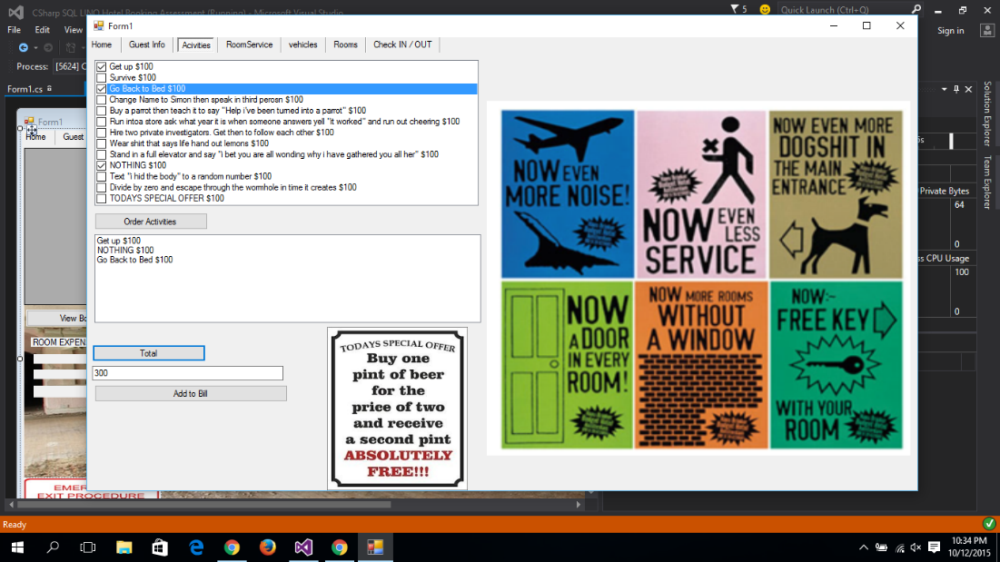 CSharp SQL LINQ Hotel Booking Assessment (Running) - Microsoft Visual Studio
5
Quick Launch (Ctrl+Q)
File Edit View
Sign in
Process: [5624] C
Form1.cs
Form1
Home Guest
View Bo
ROOM EXPEN
EMER
EXIT PROCEDURE
Form1
Home Guest Info Acivities RoomService vehicles Rooms Check IN / OUT
Get up $100
Survive $100
Go Back to Bed $100
Change Name to Simon then speak in third perosn $100
Buy a parrot then teach it to say "Help i've been turned into a parrot" $100
Run intoa store ask what year it is when someone answers yell "it worked" and run out cheering $100
Hire two private investigators. Get then to follow each other $100
Wear shirt that says life hand out lemons $100
Stand in a full elevator and say "i bet you are all wonding why i have gathered you all her" $100
NOTHING $100
Text "i hid the body" to a random number $100
Divide by zero and escape through the wormhole in time it creates $100
TODAYS SPECIAL OFFER $100
Order Activities
Get up $100
NOTHING $100
Go Back to Bed $100
Total
300
Add to Bill
TODAYS SPECIAL OFFER
Buy one
pint of beer
for the
price of two
and receive
a second pint
ABSOLUTELY
FREE!!!
NOW EVEN
MORE NOISE!
NOW EVEN
LESS
SERVICE
NOW EVEN MORE
DOGSHIT IN
THE MAIN
ENTRANCE
NOW
A DOOR
IN EVERY
ROOM!
NOW MORE ROOMS
WITHOUT
A WINDOW
NOW:-
FREE KEY
WITH YOUR
ROOM
Solution Explorer
Team Explorer
Private Bytes
64
0
ss CPU Usage
100
0
Ready
10:34 PM
10/12/2015